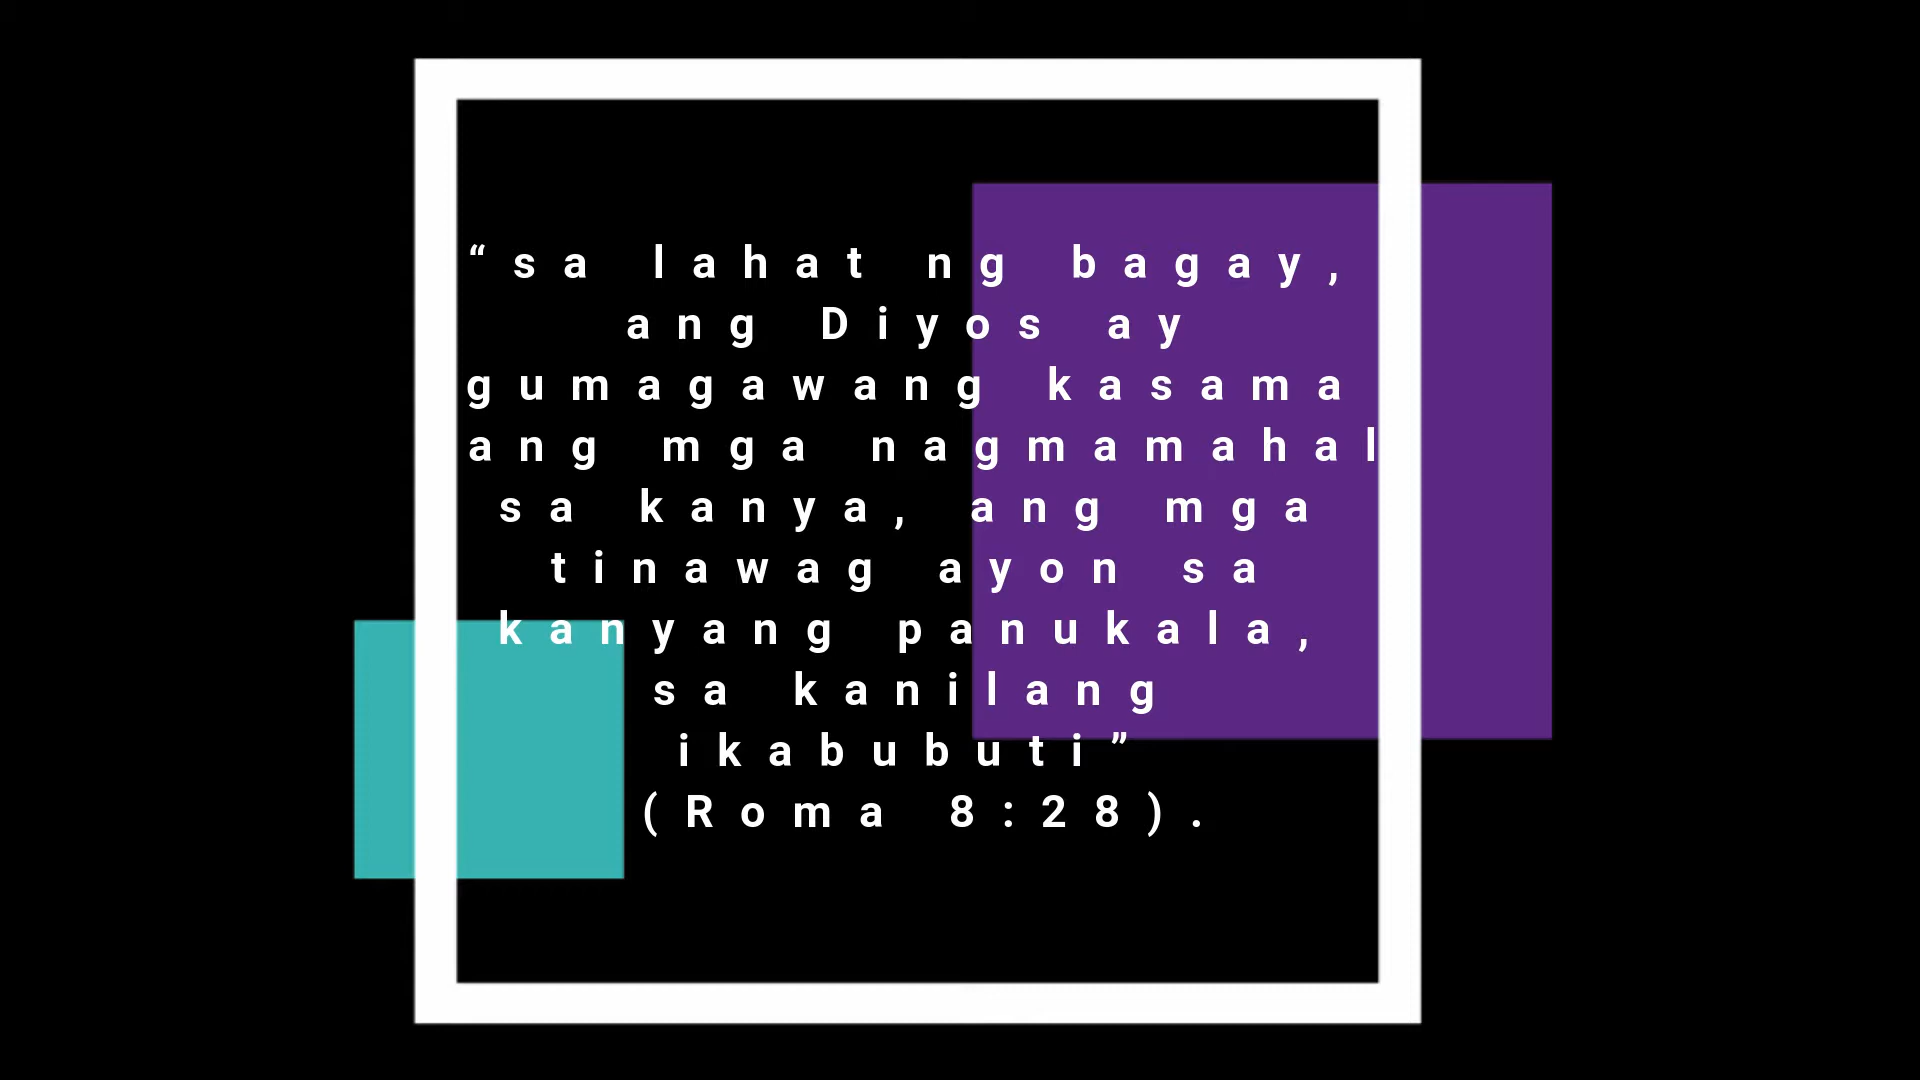 “sa lahat ng bagay,
ang Diyos ay
gumagawang kasama
ang mga nagmamahal
sa kanya, ang mga
tinawag ayon sa
kanyang panukala,
sa kanilang
ikabubuti”
(Roma 8:28).